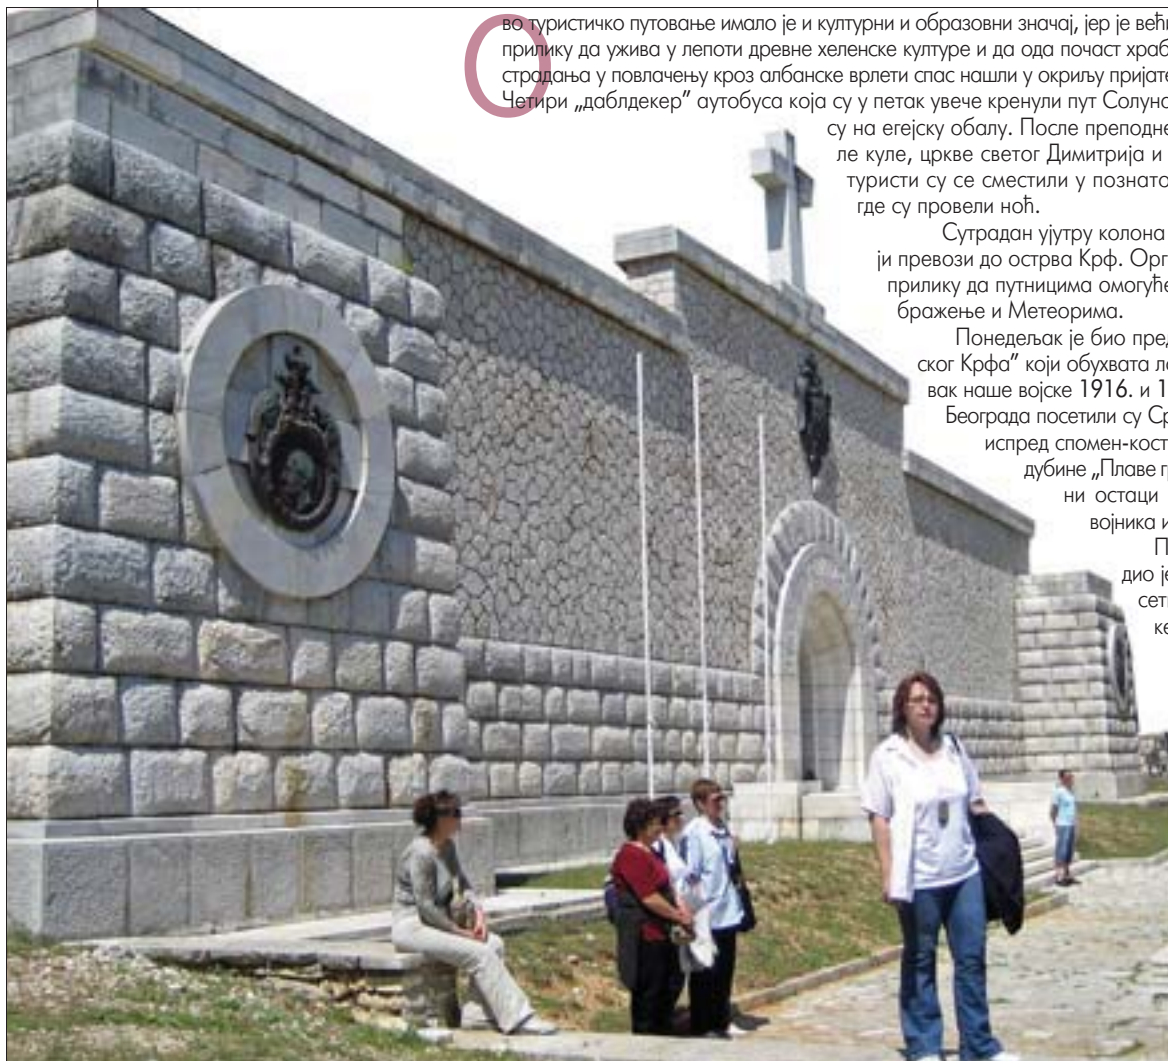 Ово туристичко путовање имало је и културни и образовни значај, јер је већи
прилику да ужива у лепоти древне хеленске културе и да ода почаст храб
страдања у повлачењу кроз албанске врлети спас нашли у окриљу пријате
Четири „даблдекер” аутобуса која су у петак увече кренули пут Солуна
су на егејску обалу. После преподне
ле куле, цркве светог Димитрија и
туристи су се сместили у познато
где су провели ноћ.
Сутрадан ујутру колона
ји превози до острва Крф. Орг
прилику да путницима омогуће
бражење и Метеорима.
Понедељак је био пред
ског Крфа” који обухвата ло
вак наше војске 1916. и 1
Београда посетили су Ср
испред спомен-кост
дубине „Плаве гр
ни остаци
војника и
П
дио је
сети
ке